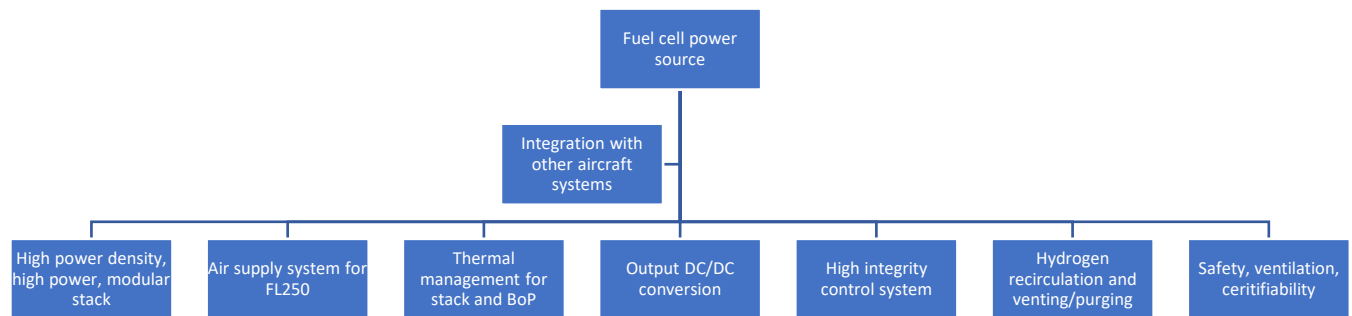 Fuel cell power
source
Integration with
other aircraft
systems
High power density,
high power, modular
stack
Air supply system for
FL250
Thermal
management for
stack and BoP
Output DC/DC
conversion
High integrity
control system
Hydrogen
recirculation and
venting/purging
Safety, ventilation,
ceritifiability